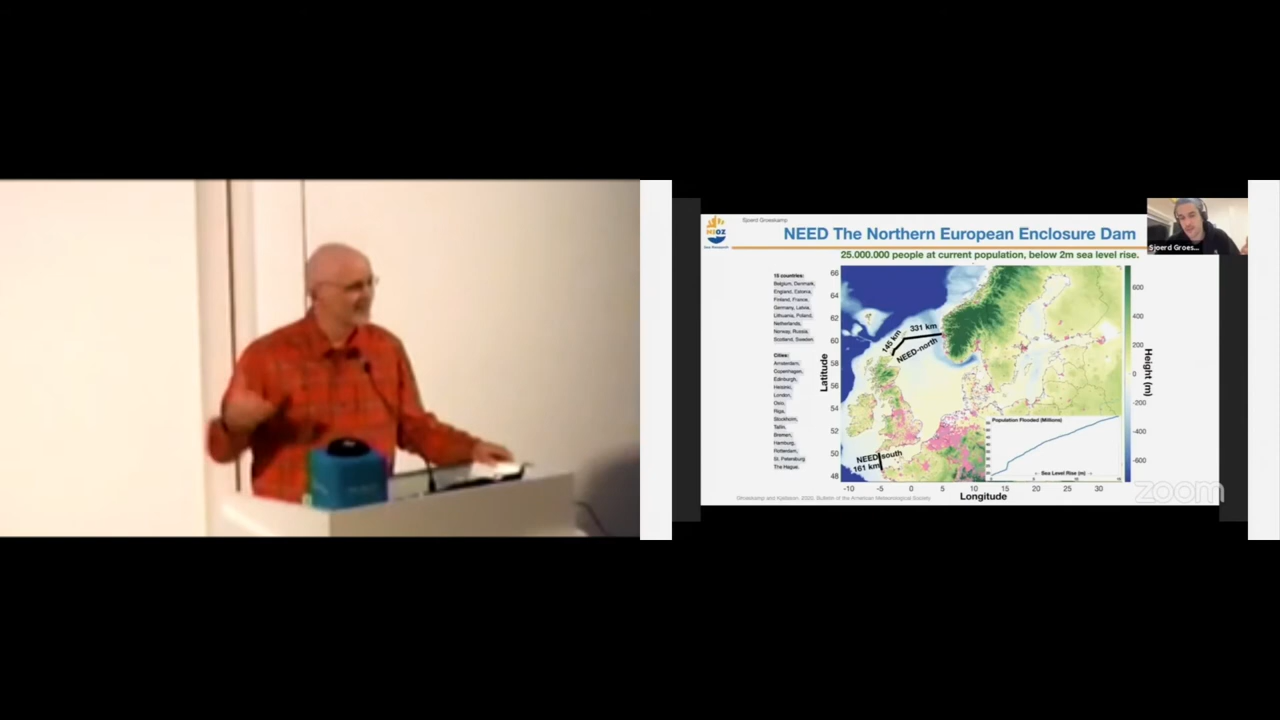 Sjoerd Groeskamp
NIOZ
Sea Research
NEED The Northern European Enclosure Dam
25.000.000 people at current population, below 2m sea level rise.
Sjoerd Groes...
Belgium, Denmark,
England, Estonia,
Finland, France,
Germany, Latvia,
Lithuania, Poland,
Netherlands,
Norway, Russia,
Scotland, Sweden
Cities:
Amsterdam,
Copenhagen,
Edinburgh,
Helsinki,
London,
Oslo,
Riga,
Stockholm,
Bremen,
Hamburg,
Rotterdam,
St. Petersburg
The Hague,
66
64
62
60
58
56
54
52
50
48
Latitude
145 km
331 km
NEED-north
NEED-south
161 km
Population Flooded (Millions)
Sea Level Rise (m)
-10
-5
0
5
10
15
20
25
30
Longitude
600
400
200
0
-200
-400
-600
Height (m)
Groeskamp and Kjellsson, 2020, Bulletin of the American Meteorological Society
zoom